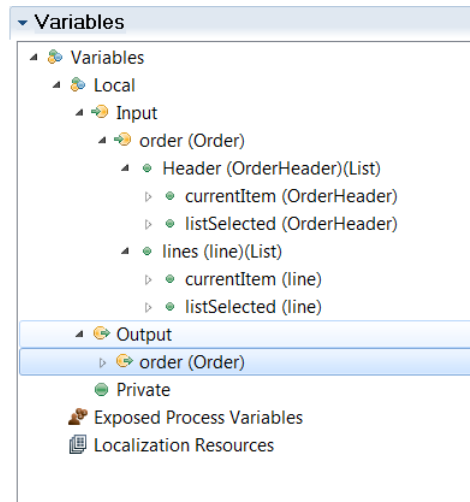 Variables
Variables
Local
Input
order (Order)
Header (OrderHeader)(List)
currentItem (OrderHeader)
listSelected (OrderHeader)
lines (line)(List)
currentItem (line)
listSelected (line)
Output
order (Order)
Private
Exposed Process Variables
Localization Resources